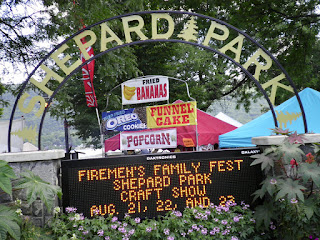 SHEPARD PARK
FRIED
BANANAS
OREO
COOKIES
FUNNEL
CAKE
POPCORN
DAKTRONICS
GALAXY
FIREMEN'S FAMILY FEST
SHEPARD PARK
CRAFT SHOW
AUG. 21, 22, AND 23